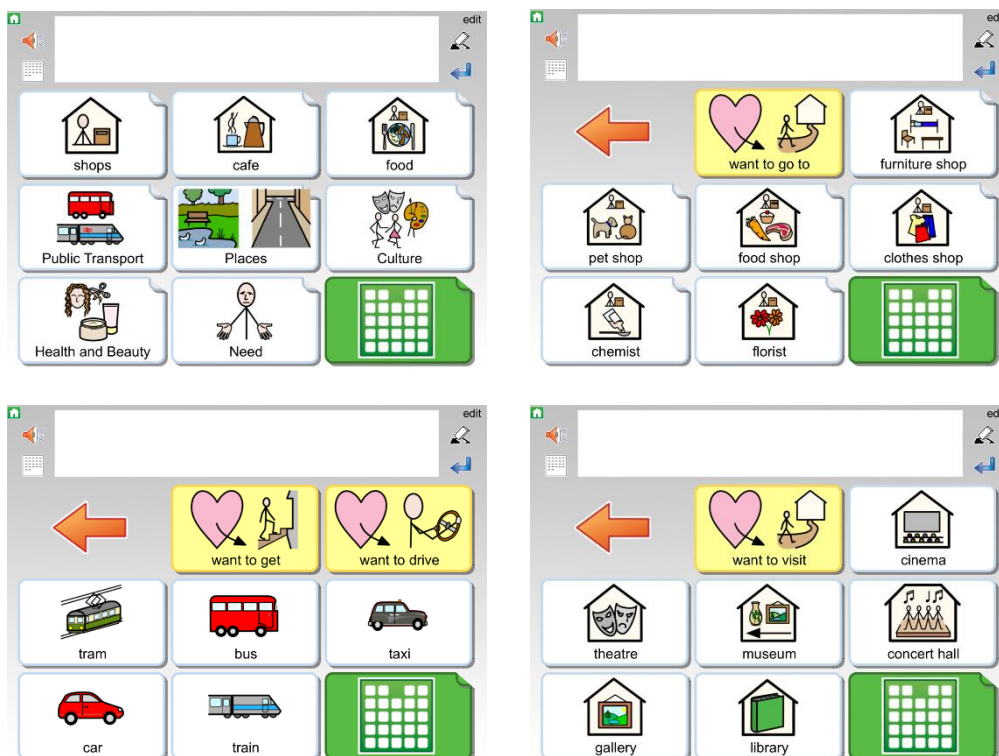 edit
shops
cafe
food
Public Transport
Places
Culture
Health and Beauty
Need
ed
want to go to
furniture shop
pet shop
food shop
clothes shop
chemist
florist
edit
want to get
want to drive
tram
bus
taxi
car
train
ed
want to visit
cinema
theatre
museum
concert hall
gallery
library